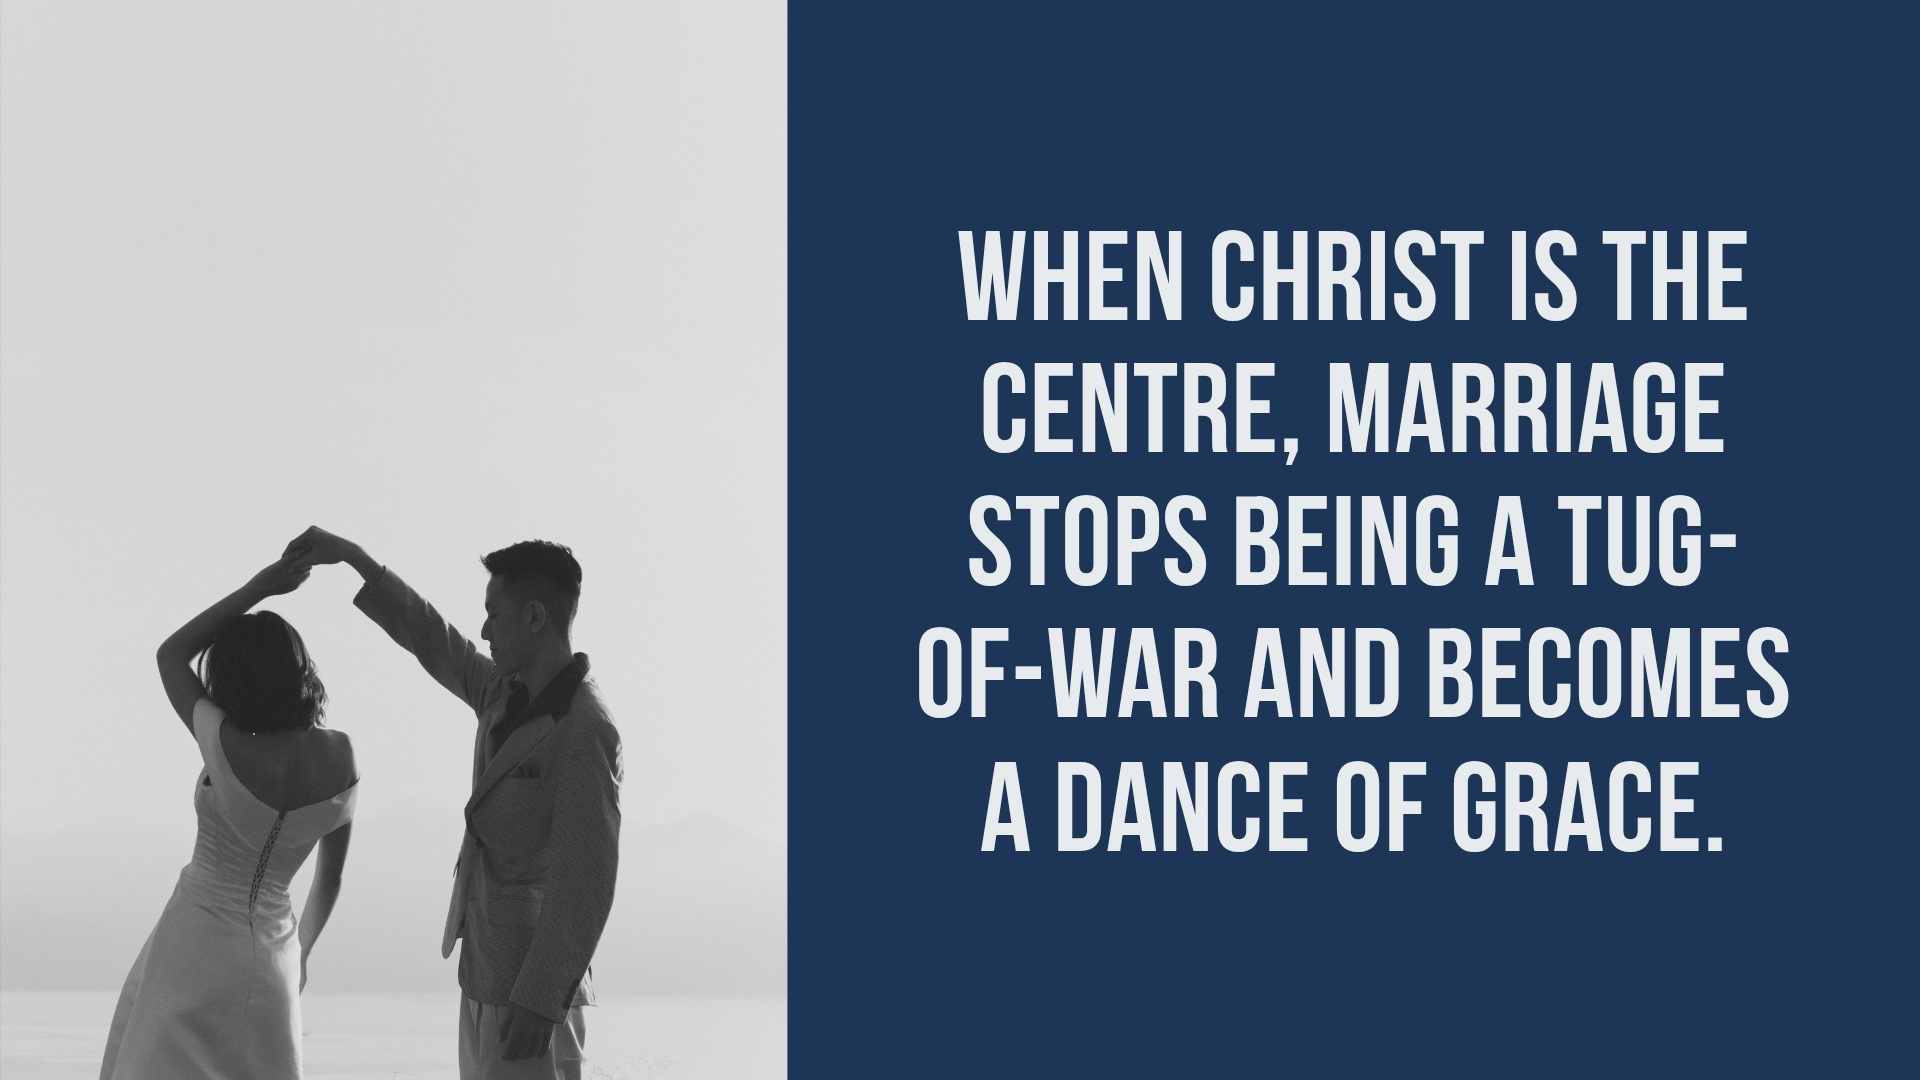 WHEN CHRIST IS THE
CENTRE, MARRIAGE
STOPS BEING A TUG-
OF-WAR AND BECOMES
A DANCE OF GRACE.